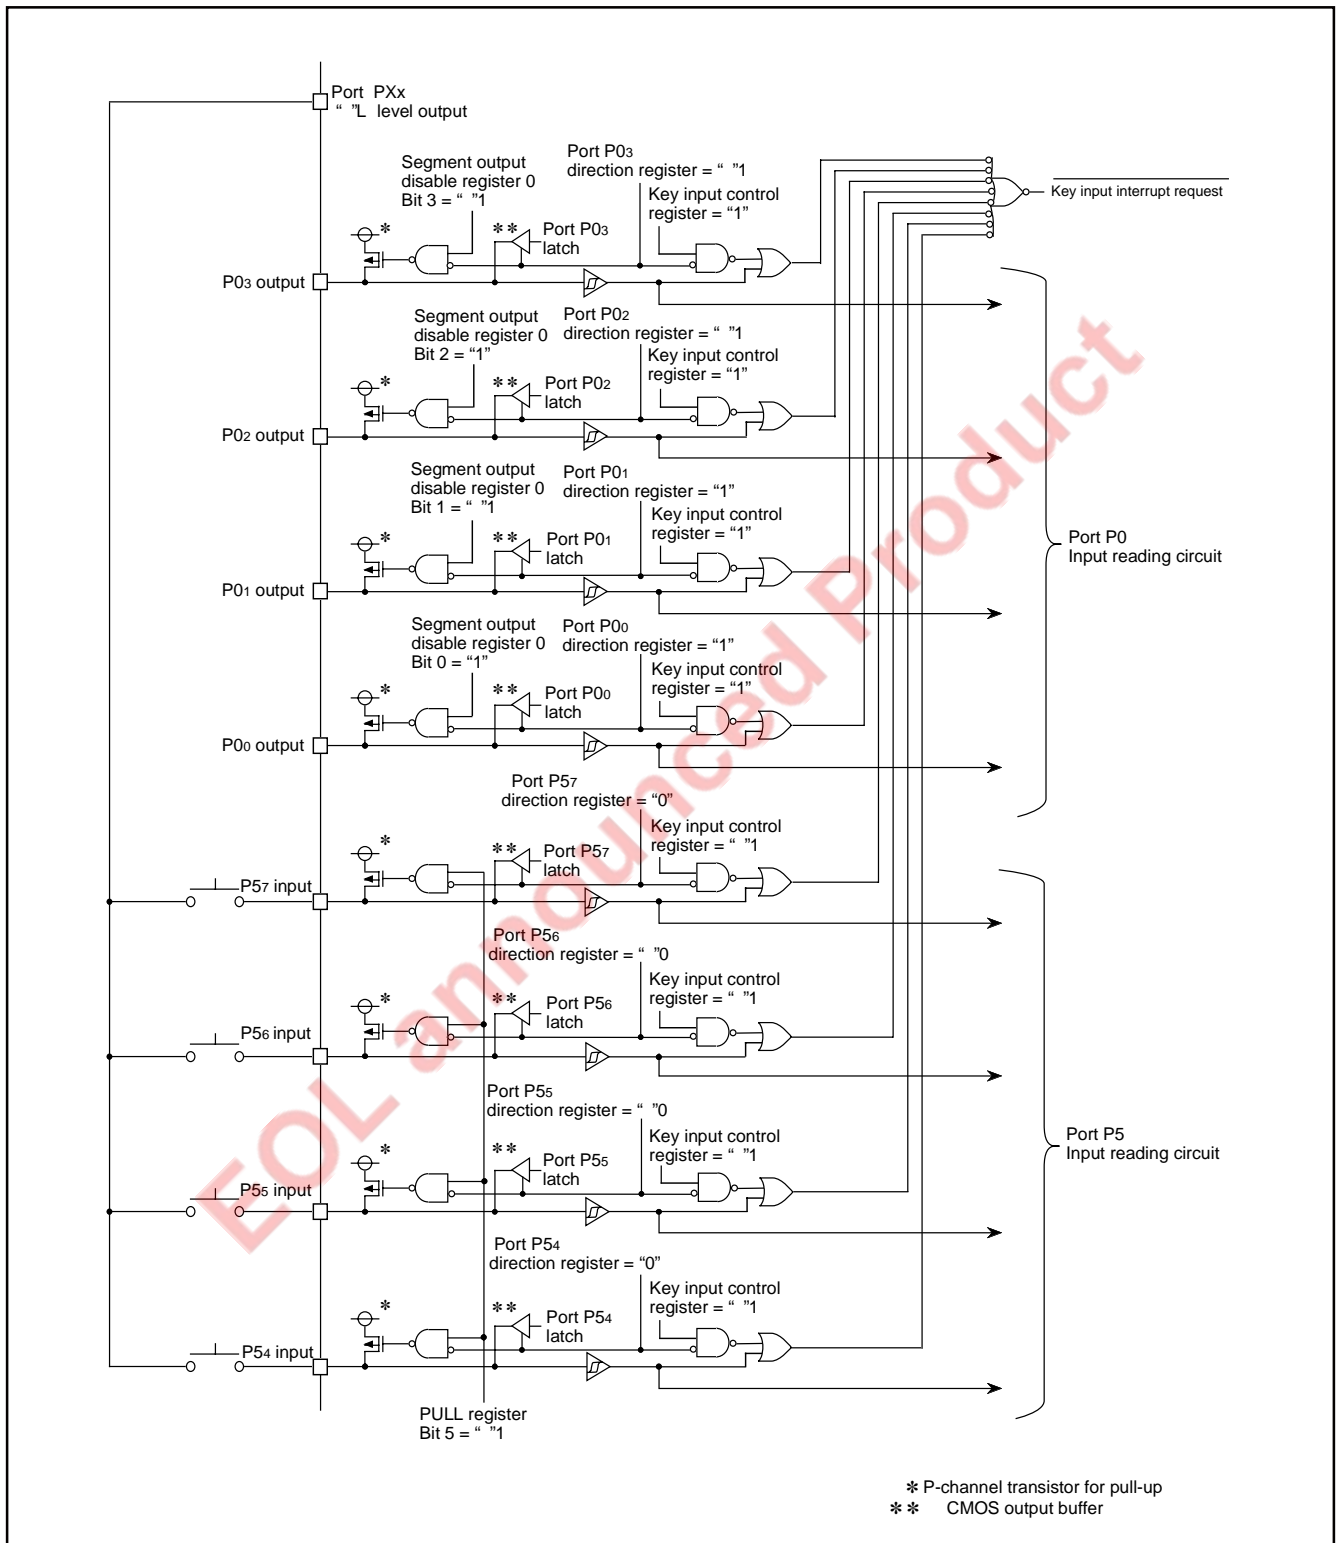 Port PXx
“ ”L level output
Segment output
disable register 0
Bit 3 = “ ”1
Port P03
direction register = “ ”1
Key input control
register = “1”
Key input interrupt request
*
**
Port P03
latch
P03 output
Segment output
disable register 0
Bit 2 = “1”
Port P02
direction register = “ ”1
Key input control
register = “1”
*
**
Port P02
latch
P02 output
Segment output
disable register 0
Bit 1 = “ ”1
Port P01
direction register = “1”
Key input control
register = “1”
*
**
Port P01
latch
P01 output
Port P0
Input reading circuit
Segment output
disable register 0
Bit 0 = “1”
Port P00
direction register = “1”
Key input control
register = “1”
*
**
Port P00
latch
P00 output
Port P57
direction register = “0”
Key input control
register = “ ”1
*
**
Port P57
latch
P57 input
Port P56
direction register = “ ”0
Key input control
register = “ ”1
*
**
Port P56
latch
P56 input
Port P55
direction register = “ ”0
Key input control
register = “ ”1
*
**
Port P55
latch
P55 input
Port P5
Input reading circuit
Port P54
direction register = “0”
Key input control
register = “ ”1
*
**
Port P54
latch
P54 input
PULL register
Bit 5 = “ ”1
* P-channel transistor for pull-up
** CMOS output buffer
EOL announced Product